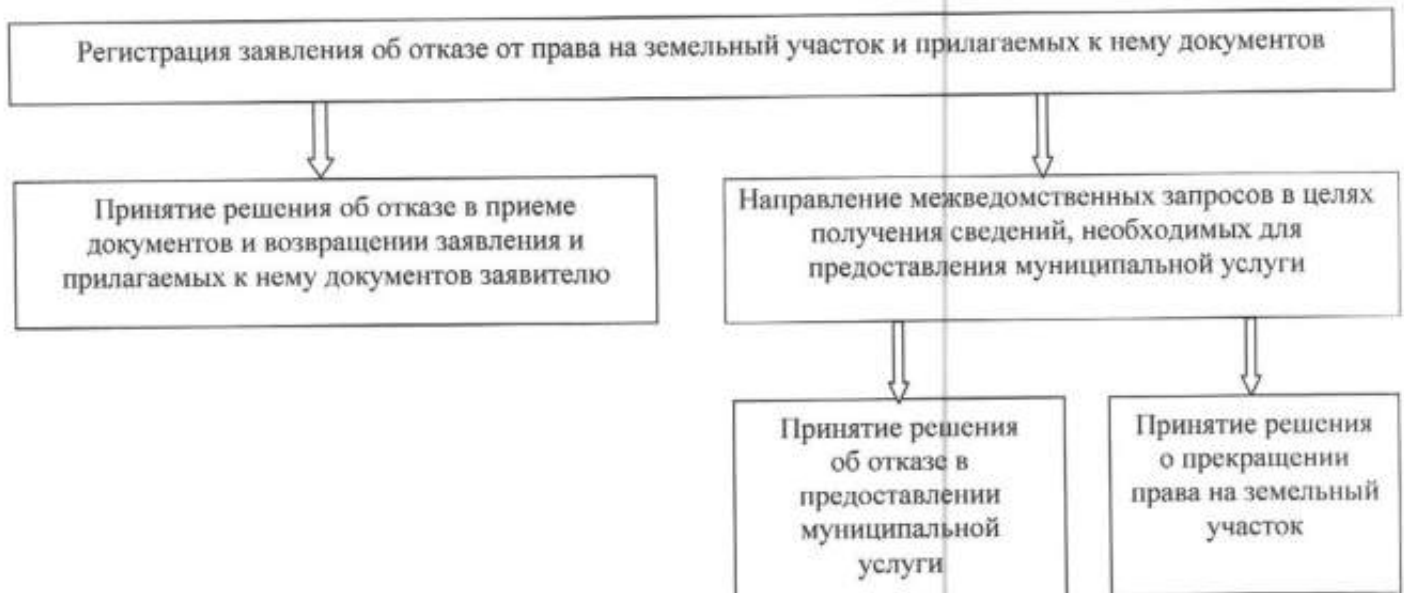 Регистрация заявления об отказе от права на земельный участок и прилагаемых к нему документов
Принятие решения об отказе в приеме
документов и возвращении заявления и
прилагаемых к нему документов заявителю
Направление межведомственных запросов в целях
получения сведений, необходимых для
предоставления муниципальной услуги
Принятие решения
об отказе в
предоставлении
муниципальной
услуги
Принятие решения
о прекращении
права на земельный
участок